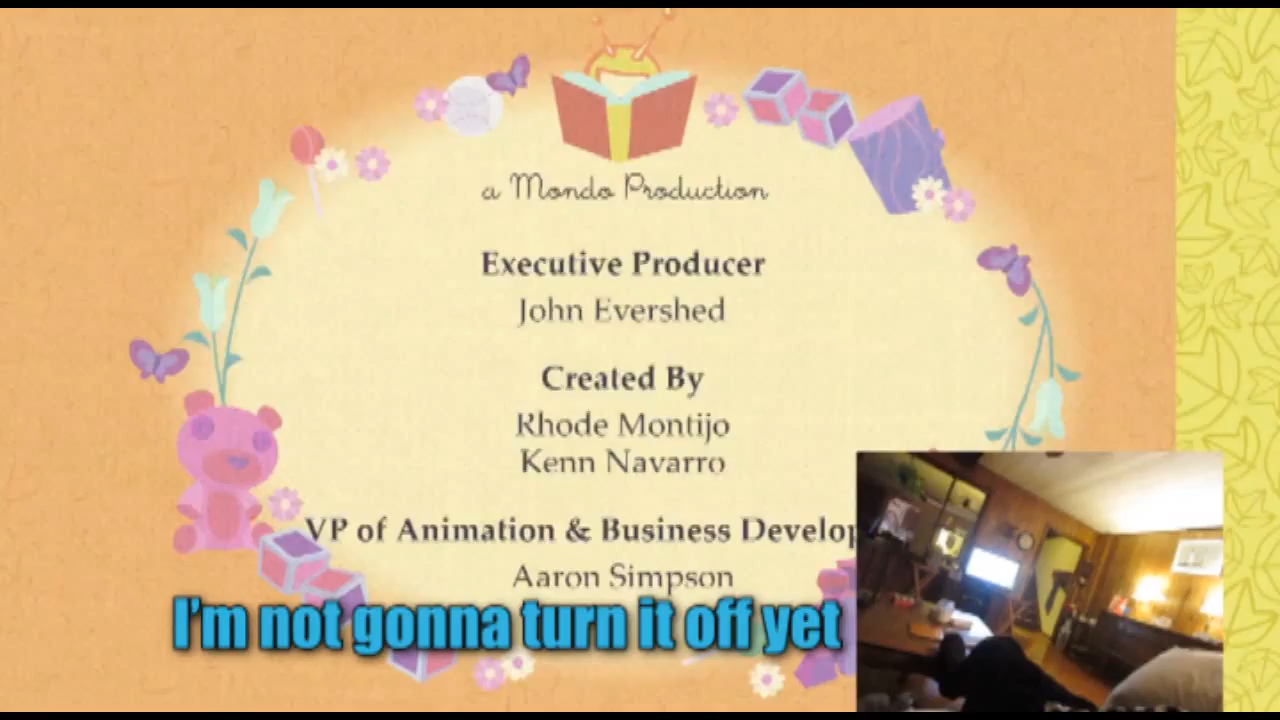 a Mondo Production
Executive Producer
John Evershed
Created By
Rhode Montijo
Kenn Navarro
VP of Animation & Business Develop
Aaron Simpson
I'm not gonna turn it off yet